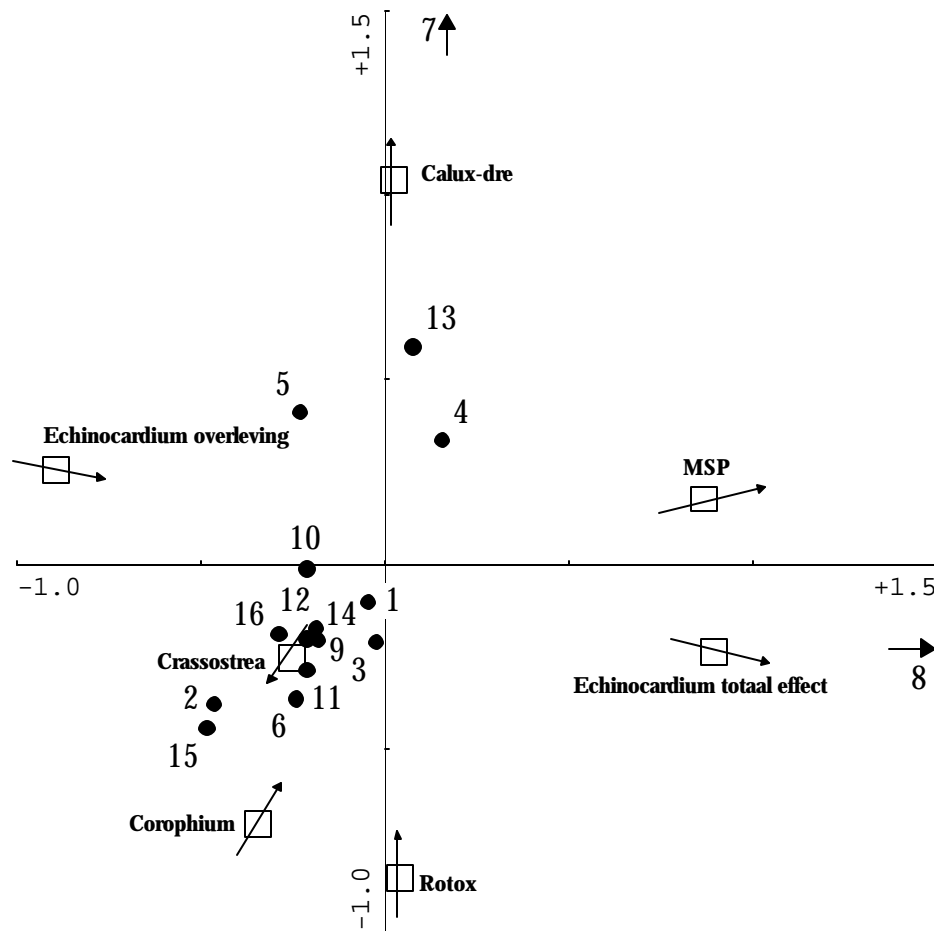 +1.5
7
Calux-dre
13
5
4
Echinocardium overleving
MSP
10
-1.0
+1.5
12
14
1
16
9
3
Crassostrea
8
Echinocardium totaal effect
2
11
6
15
Corophium
Rotox
-1.0